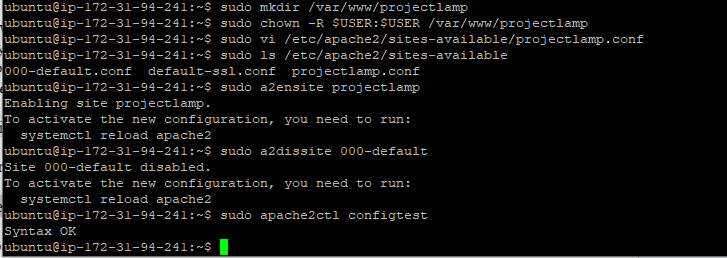 ubuntu@ip-172-31-94-241:~$ sudo mkdir /var/www/projectlamp
ubuntu@ip-172-31-94-241:~$ sudo chown -R $USER:$USER /var/www/projectlamp
ubuntu@ip-172-31-94-241:~$ sudo vi /etc/apache2/sites-available/projectlamp.conf
ubuntu@ip-172-31-94-241:~$ sudo ls /etc/apache2/sites-available
000-default.conf  default-ssl.conf  projectlamp.conf
ubuntu@ip-172-31-94-241:~$ sudo a2ensite projectlamp
Enabling site projectlamp.
To activate the new configuration, you need to run:
  systemctl reload apache2
ubuntu@ip-172-31-94-241:~$ sudo a2dissite 000-default
Site 000-default disabled.
To activate the new configuration, you need to run:
  systemctl reload apache2
ubuntu@ip-172-31-94-241:~$ sudo apache2ctl configtest
Syntax OK
ubuntu@ip-172-31-94-241:~$